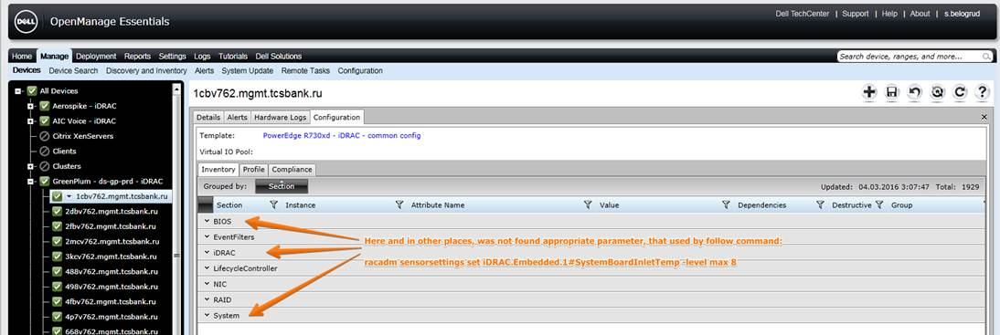 DELL OpenManage Essentials
Dell TechCenter | Support | Help | About | s.belogrud
Home Manage Deployment Reports Settings Logs Tutorials Dell Solutions
Search device, ranges, and more...
Devices Device Search Discovery and Inventory Alerts System Update Remote Tasks Configuration
All Devices
Aerospike - iDRAC
AIC Voice - iDRAC
Citrix XenServers
Clients
Clusters
GreenPlum - ds-gp-prd - iDRAC
1cbv762.mgmt.tcsbank.ru
2dbv762.mgmt.tcsbank.ru
2fbv762.mgmt.tcsbank.ru
2mcv762.mgmt.tcsbank.ru
3kcv762.mgmt.tcsbank.ru
488v762.mgmt.tcsbank.ru
498v762.mgmt.tcsbank.ru
4fbv762.mgmt.tcsbank.ru
4p7v762.mgmt.tcsbank.ru
668v762.mgmt.tcsbank.ru
1cbv762.mgmt.tcsbank.ru
Details Alerts Hardware Logs Configuration
Template: PowerEdge R730xd - iDRAC - common config
Virtual IO Pool:
Inventory Profile Compliance
Grouped by: Section
Updated: 04.03.2016 3:07:47 Total: 1929
Section Instance Attribute Name Value Dependencies Destructive Group
BIOS
EventFilters
iDRAC
LifecycleController
NIC
RAID
System
Here and in other places, was not found appropriate parameter, that used by follow command:
racadm sensorsettings set iDRAC.Embedded.1#SystemBoardInletTemp -level max 8